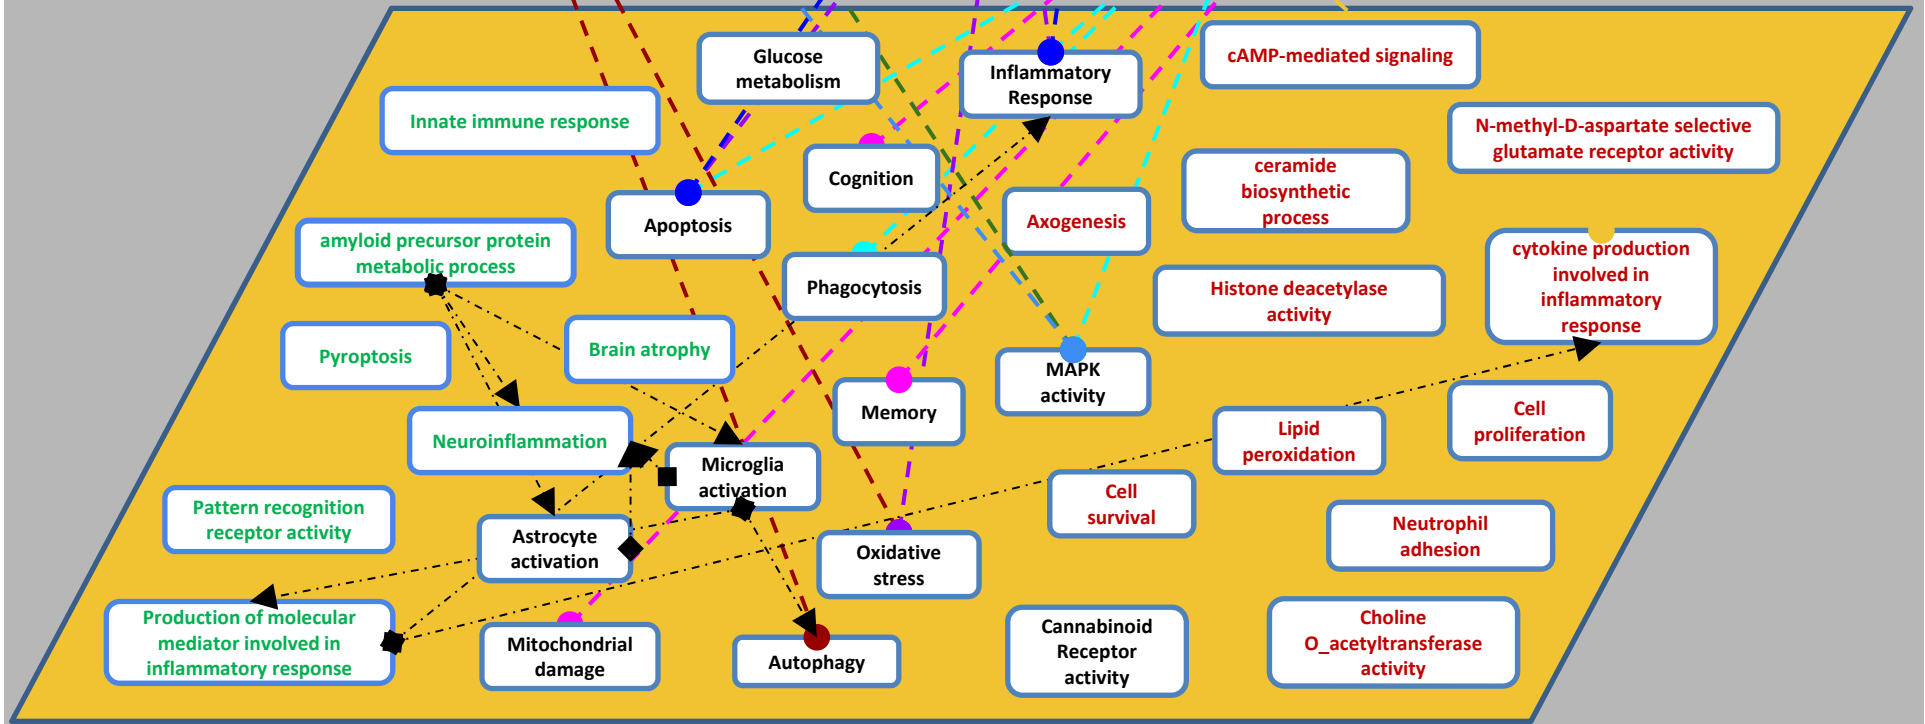 Glucose
metabolism
Inflammatory
Response
cAMP-mediated signaling
Innate immune response
N-methyl-D-aspartate selective
glutamate receptor activity
Cognition
ceramide
biosynthetic
process
Apoptosis
Axogenesis
amyloid precursor protein
metabolic process
cytokine production
involved in
inflammatory
response
Phagocytosis
Histone deacetylase
activity
Pyroptosis
Brain atrophy
MAPK
activity
Memory
Cell
proliferation
Neuroinflammation
Lipid
peroxidation
Microglia
activation
Pattern recognition
receptor activity
Cell
survival
Astrocyte
activation
Oxidative
stress
Neutrophil
adhesion
Production of molecular
mediator involved in
inflammatory response
Mitochondrial
damage
Autophagy
Cannabinoid
Receptor
activity
Choline
O_acetyltransferase
activity